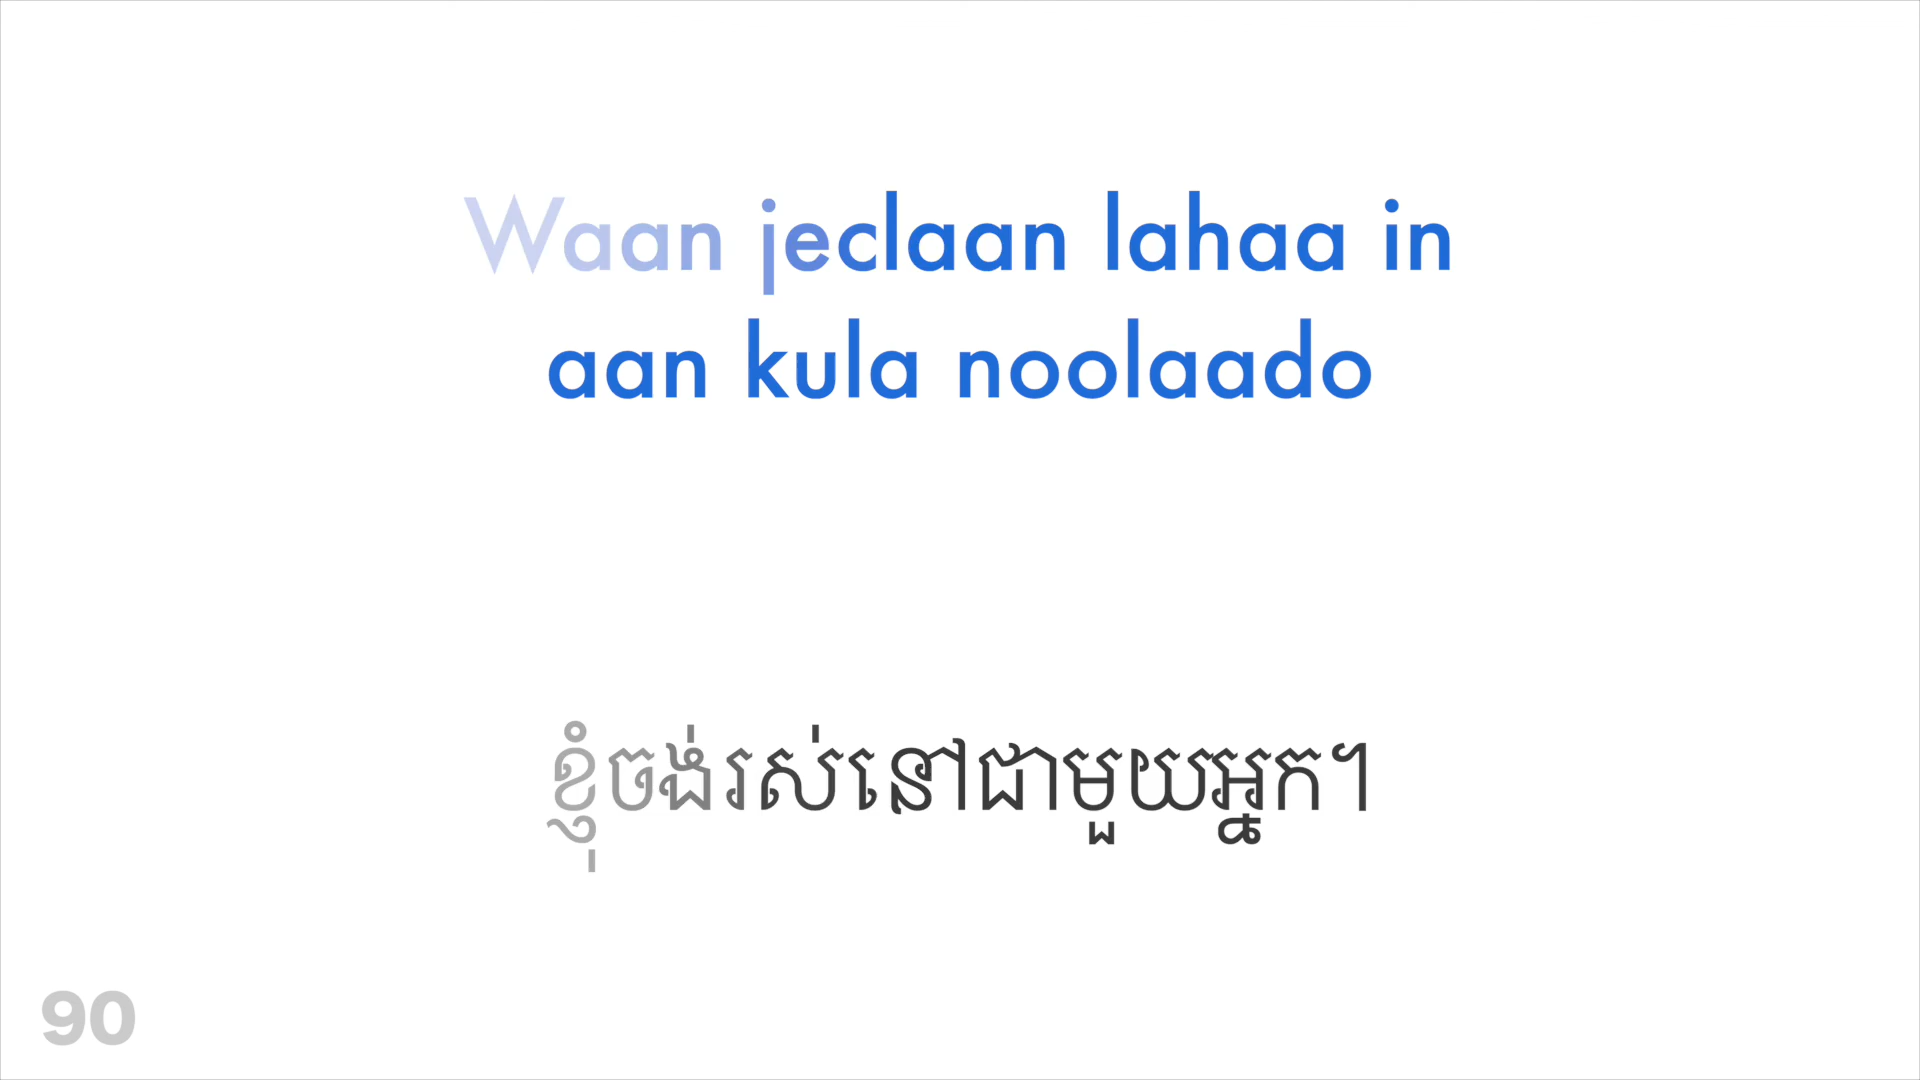 Waan jeclaan lahaa in
aan kula noolaado
ខ្ញុំចង់រស់នៅជាមួយអ្នក។
90